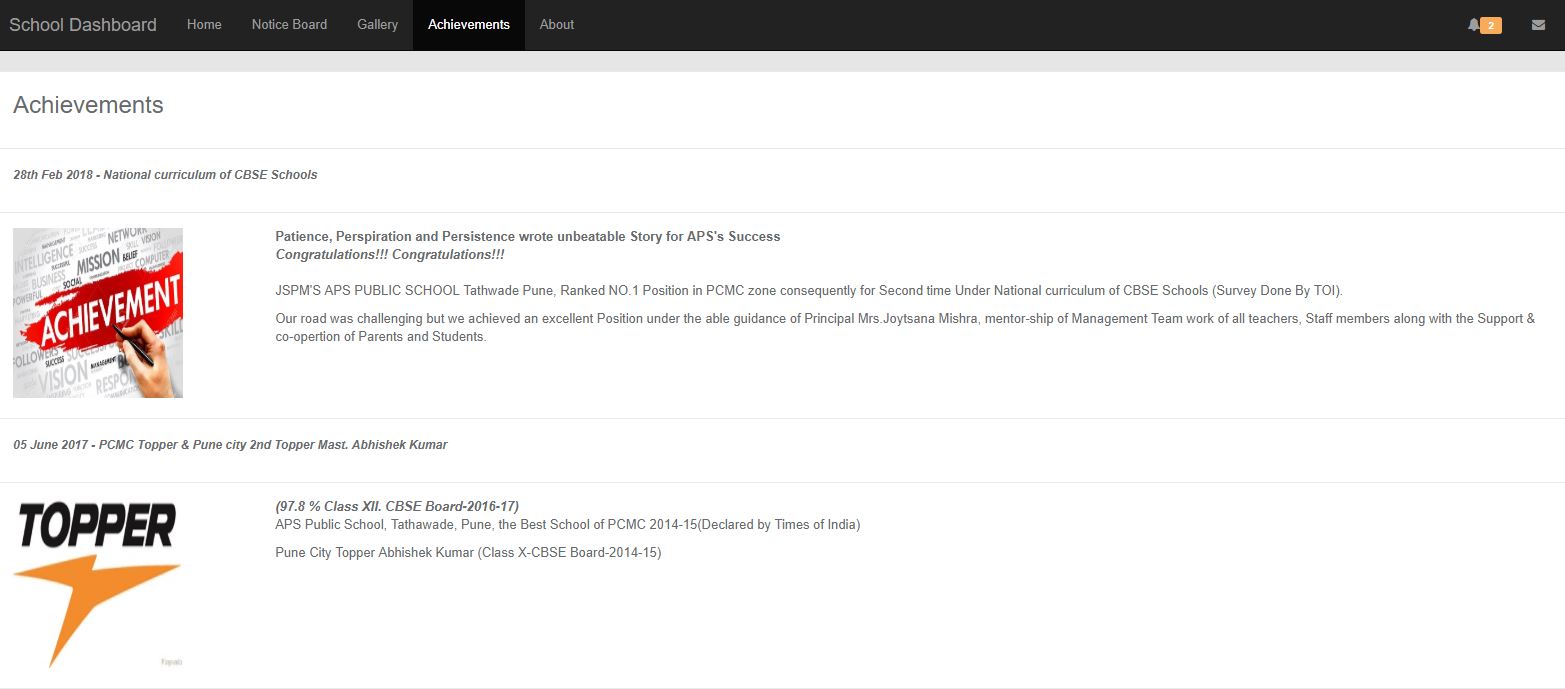 School Dashboard
Home
Notice Board
Gallery
Achievements
About
2
Achievements
28th Feb 2018 - National curriculum of CBSE Schools
NETWORK
INTELLIGENCE
SUCCESS
SKILL
VISION
MISSION
BELIEF
BUSINESS
COMPUTER
SOCIAL
POWERFUL
ACHIEVEMENT
SKILL
FOLLOWERS
SUCCESS
MANAGEMENT
VISION
RESPON
Patience, Perspiration and Persistence wrote unbeatable Story for APS's Success
Congratulations!!! Congratulations!!!
JSPM'S APS PUBLIC SCHOOL Tathwade Pune, Ranked NO.1 Position in PCMC zone consequently for Second time Under National curriculum of CBSE Schools (Survey Done By TOI).
Our road was challenging but we achieved an excellent Position under the able guidance of Principal Mrs.Joytsana Mishra, mentor-ship of Management Team work of all teachers, Staff members along with the Support &
co-opertion of Parents and Students.
05 June 2017 - PCMC Topper & Pune city 2nd Topper Mast. Abhishek Kumar
TOPPER
(97.8 % Class XII. CBSE Board-2016-17)
APS Public School, Tathawade, Pune, the Best School of PCMC 2014-15(Declared by Times of India)
Pune City Topper Abhishek Kumar (Class X-CBSE Board-2014-15)